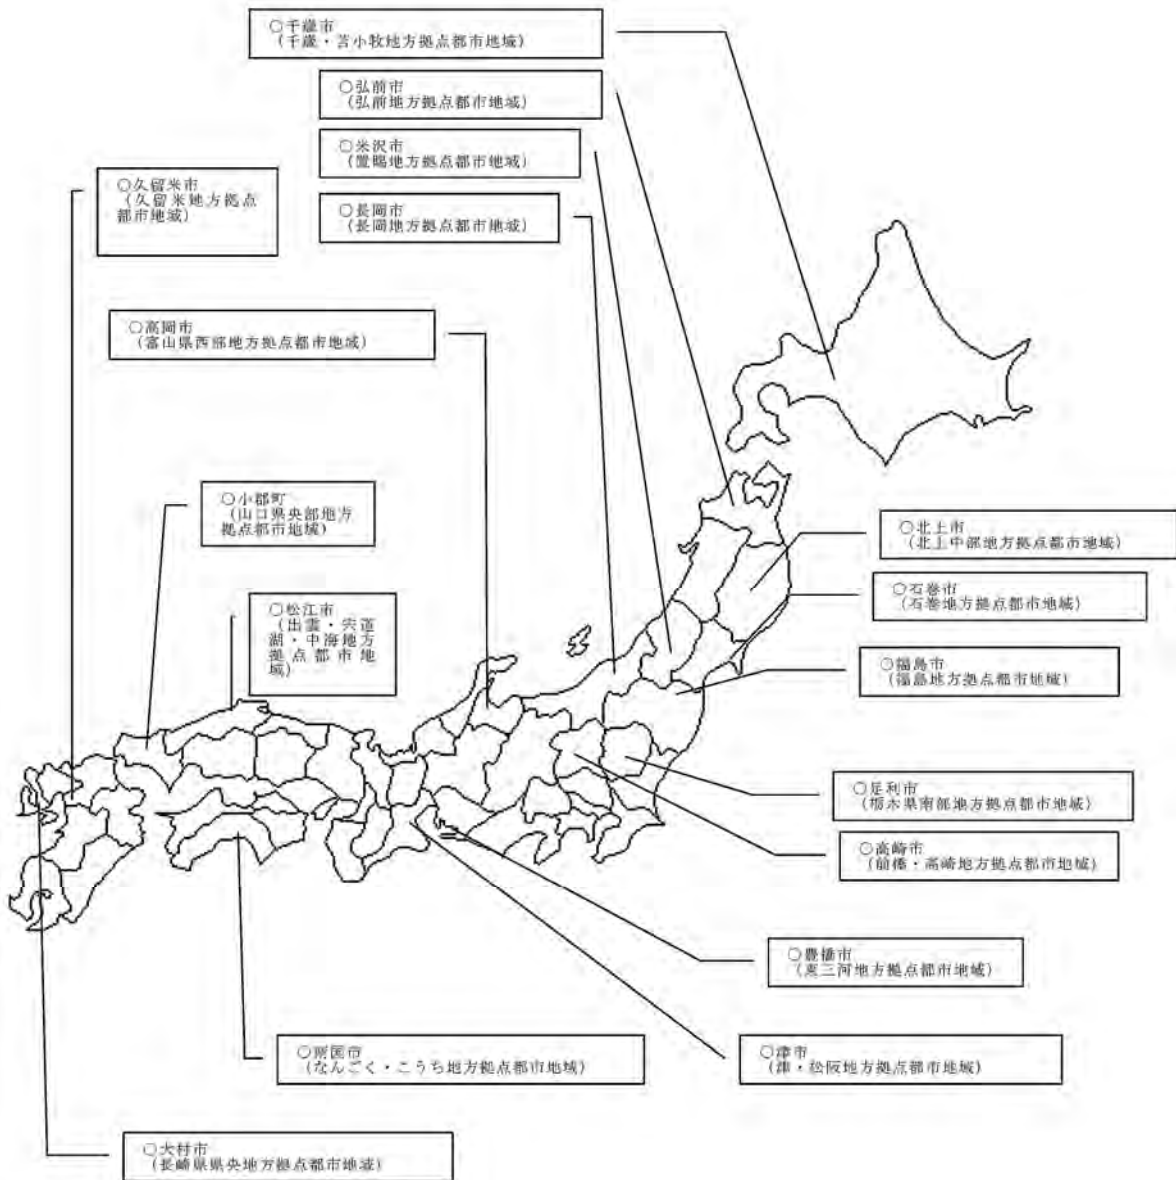 ○千歳市
(千歳・苫小牧地方拠点都市地域)
○弘前市
(弘前地方拠点都市地域)
○米沢市
(置賜地方拠点都市地域)
○久留米市
(久留米地方拠点
都市地域)
○長岡市
(長岡地方拠点都市地域)
○高岡市
(富山県西部地方拠点都市地域)
○小郡町
(山口県央部地方
拠点都市地域)
○北上市
(北上中部地方拠点都市地域)
○石巻市
(石巻地方拠点都市地域)
○松江市
(出雲・宍道
湖・中海地方
拠点都市地
域)
○福島市
(福島地方拠点都市地域)
○足利市
(栃木県南部地方拠点都市地域)
○高崎市
(前橋・高崎地方拠点都市地域)
○豊橋市
(東三河地方拠点都市地域)
○南国市
(なんごく・こうち地方拠点都市地域)
○津市
(津・松阪地方拠点都市地域)
○大村市
(長崎県県央地方拠点都市地域)